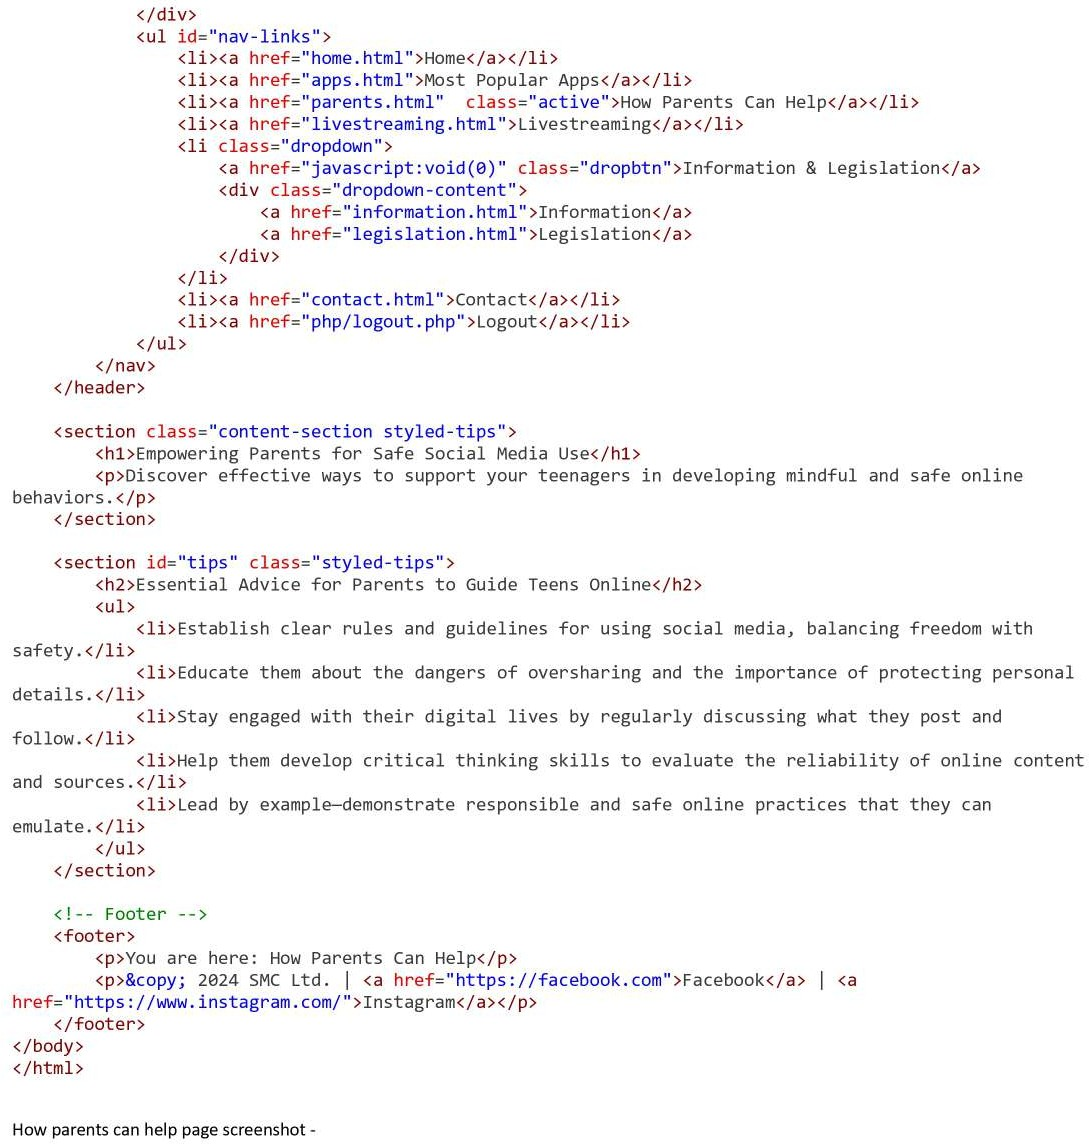 </div>
            <ul id="nav-links">
                <li><a href="home.html">Home</a></li>
                <li><a href="apps.html">Most Popular Apps</a></li>
                <li><a href="parents.html"  class="active">How Parents Can Help</a></li>
                <li><a href="livestreaming.html">Livestreaming</a></li>
                <li class="dropdown">
                    <a href="javascript:void(0)" class="dropbtn">Information & Legislation</a>
                    <div class="dropdown-content">
                        <a href="information.html">Information</a>
                        <a href="legislation.html">Legislation</a>
                    </div>
                </li>
                <li><a href="contact.html">Contact</a></li>
                <li><a href="php/logout.php">Logout</a></li>
            </ul>
        </nav>
    </header>

    <section class="content-section styled-tips">
        <h1>Empowering Parents for Safe Social Media Use</h1>
        <p>Discover effective ways to support your teenagers in developing mindful and safe online
behaviors.</p>
    </section>

    <section id="tips" class="styled-tips">
        <h2>Essential Advice for Parents to Guide Teens Online</h2>
        <ul>
            <li>Establish clear rules and guidelines for using social media, balancing freedom with
safety.</li>
            <li>Educate them about the dangers of oversharing and the importance of protecting personal
details.</li>
            <li>Stay engaged with their digital lives by regularly discussing what they post and
follow.</li>
            <li>Help them develop critical thinking skills to evaluate the reliability of online content
and sources.</li>
            <li>Lead by example—demonstrate responsible and safe online practices that they can
emulate.</li>
        </ul>
    </section>

    <!-- Footer -->
    <footer>
        <p>You are here: How Parents Can Help</p>
        <p>&copy; 2024 SMC Ltd. | <a href="https://facebook.com">Facebook</a> | <a
href="https://www.instagram.com/">Instagram</a></p>
    </footer>
</body>
</html>

How parents can help page screenshot -